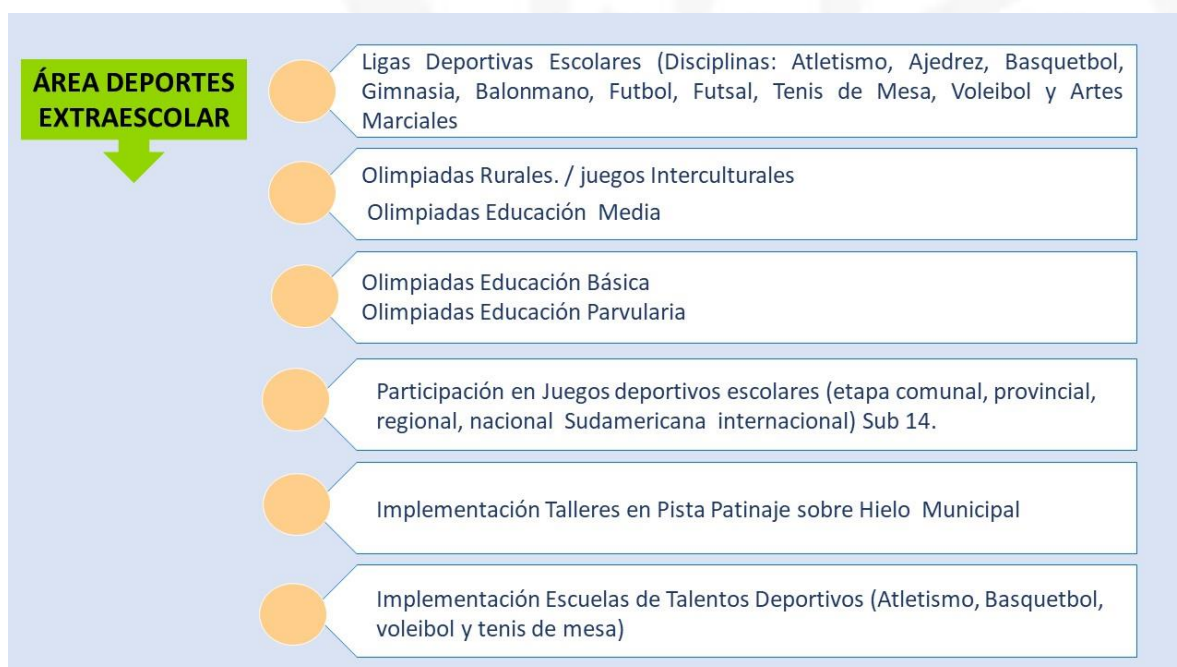 ÁREA DEPORTES
EXTRAESCOLAR
Ligas Deportivas Escolares (Disciplinas: Atletismo, Ajedrez, Basquetbol,
Gimnasia, Balonmano, Futbol, Futsal, Tenis de Mesa, Voleibol y Artes
Marciales
Olimpiadas Rurales. / juegos Interculturales
Olimpiadas Educación Media
Olimpiadas Educación Básica
Olimpiadas Educación Parvularia
Participación en Juegos deportivos escolares (etapa comunal, provincial,
regional, nacional Sudamericana internacional) Sub 14.
Implementación Talleres en Pista Patinaje sobre Hielo Municipal
Implementación Escuelas de Talentos Deportivos (Atletismo, Basquetbol,
voleibol y tenis de mesa)